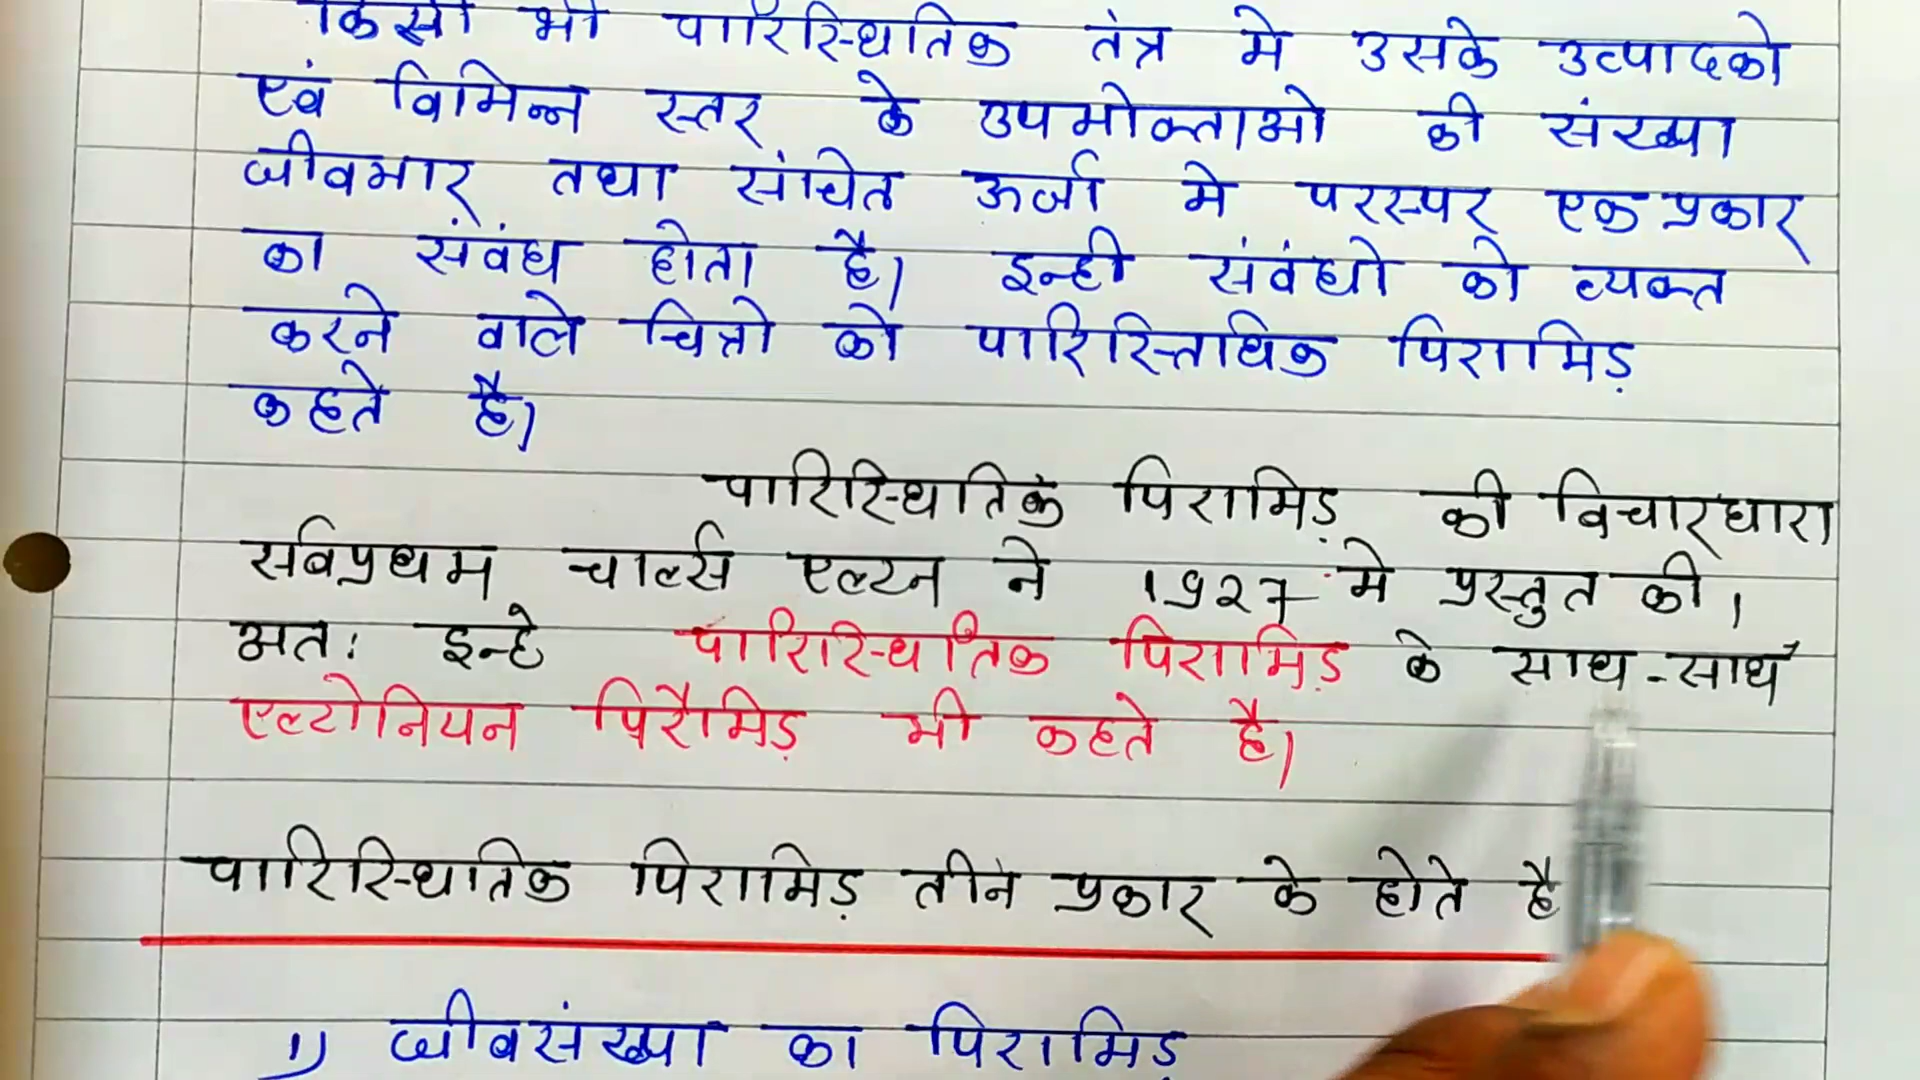 किसी भी पारिस्थितिक तंत्र मे उसके उत्पादको
एवं विभिन्न स्तर के उपभोक्ताओ की संख्या
जीवभार तथा संचित ऊर्जा मे परस्पर एक प्रकार
का संबंध होता है। इन्ही संबंधो को व्यक्त
करने वाले चित्रो को पारिस्तिथिक पिरामिड़
कहते है।
पारिस्थितिक पिरामिड़ की विचारधारा
सर्वप्रथम चार्ल्स एल्टन ने 1927 मे प्रस्तुत की।
अतः इन्हे पारिस्थितिक पिरामिड़ के साथ-साथ
एल्टोनियन पिरैमिड़ भी कहते है।
पारिस्थितिक पिरामिड़ तीन प्रकार के होते है
1) जीवसंख्या का पिरामिड़